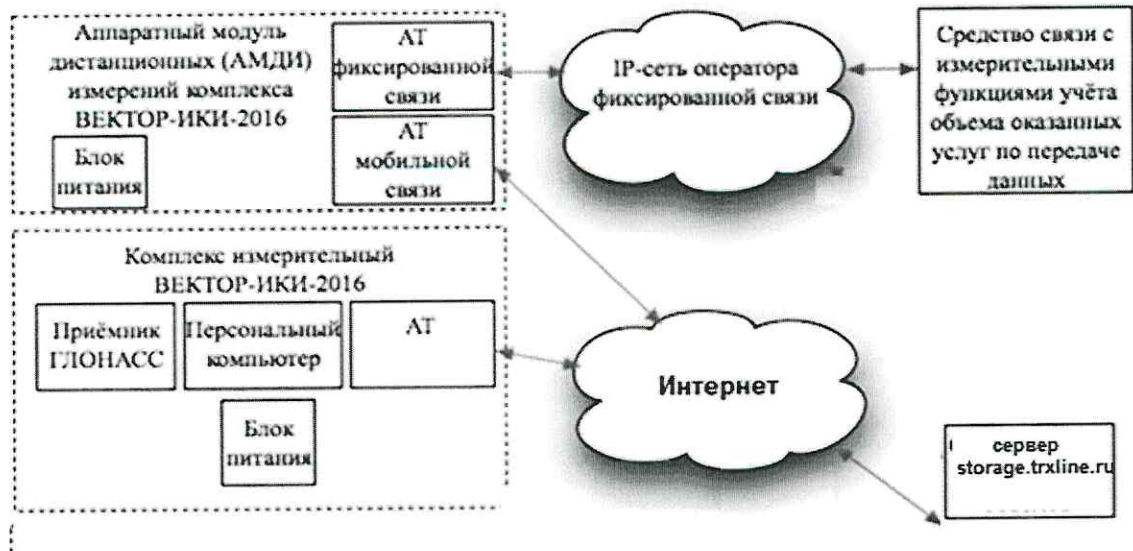 Аппаратный модуль
дистанционных (АМДИ)
измерений комплекса
ВЕКТОР-ИКИ-2016
АТ
фиксированной
связи
АТ
мобильной
связи
Блок
питания
IP-сеть оператора
фиксированной связи
Средство связи с
измерительными
функциями учёта
объема оказанных
услуг по передаче
данных
Комплекс измерительный
ВЕКТОР-ИКИ-2016
Приёмник
ГЛОНАСС
Персональный
компьютер
АТ
Блок
питания
Интернет
сервер
storage.trxline.ru